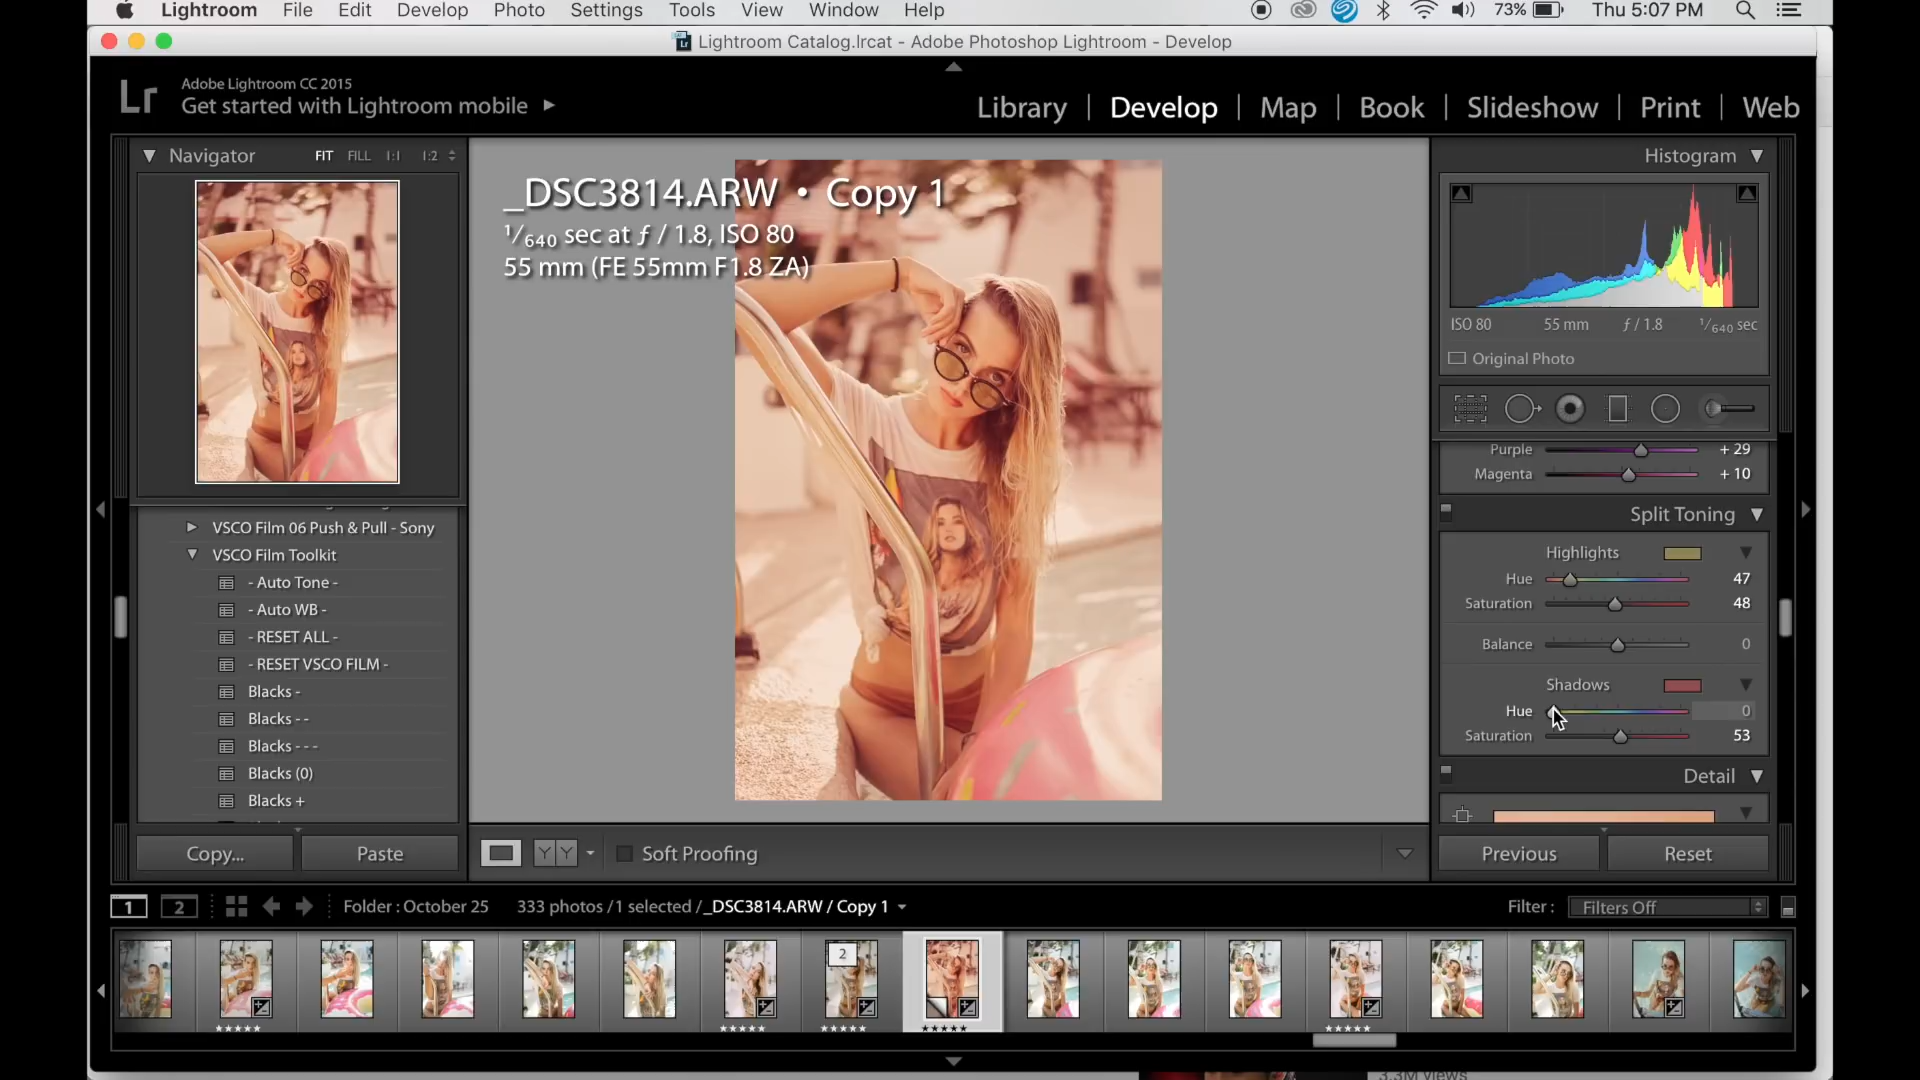 Lightroom File Edit Develop Photo Settings Tools View Window Help 73% Thu 5:07 PM
Lightroom Catalog.lrcat - Adobe Photoshop Lightroom - Develop
Lr Adobe Lightroom CC 2015
Get started with Lightroom mobile
Library | Develop | Map | Book | Slideshow | Print | Web
Navigator FIT FILL 1:1 1:2
Histogram
_DSC3814.ARW • Copy 1
1/640 sec at ƒ / 1.8, ISO 80
55 mm (FE 55mm F1.8 ZA)
ISO 80 55 mm ƒ / 1.8 1/640 sec
Original Photo
Purple + 29
Magenta + 10
Split Toning
Highlights
Hue 47
Saturation 48
Balance 0
Shadows
Hue 0
Saturation 53
Detail
VSCO Film 06 Push & Pull - Sony
VSCO Film Toolkit
- Auto Tone -
- Auto WB -
- RESET ALL -
- RESET VSCO FILM -
Blacks -
Blacks - -
Blacks - - -
Blacks (0)
Blacks +
Copy... Paste
YY Soft Proofing
Previous Reset
1 2 Folder : October 25 333 photos / 1 selected / _DSC3814.ARW / Copy 1 Filter : Filters Off
2
3.3M views